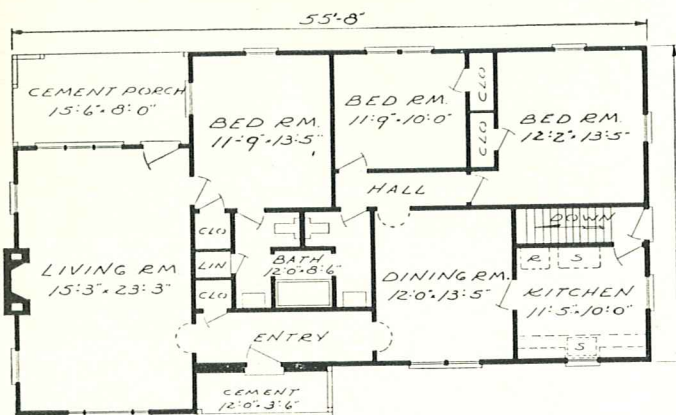 55'-8"
CEMENT PORCH
15'-6" x 8'-0"
BED RM.
11'-9" x 13'-5"
BED RM.
11'-9" x 10'-0"
CLO
CLO
BED RM.
12'-2" x 13'-5"
HALL
DOWN
LIVING RM
15'-3" x 23'-3"
CLO
LIN
CLO
BATH
12'-0" x 8'-6"
DINING RM.
12'-0" x 13'-5"
R
S
KITCHEN
11'-5" x 10'-0"
S
ENTRY
CEMENT
12'-0" x 3'-6"